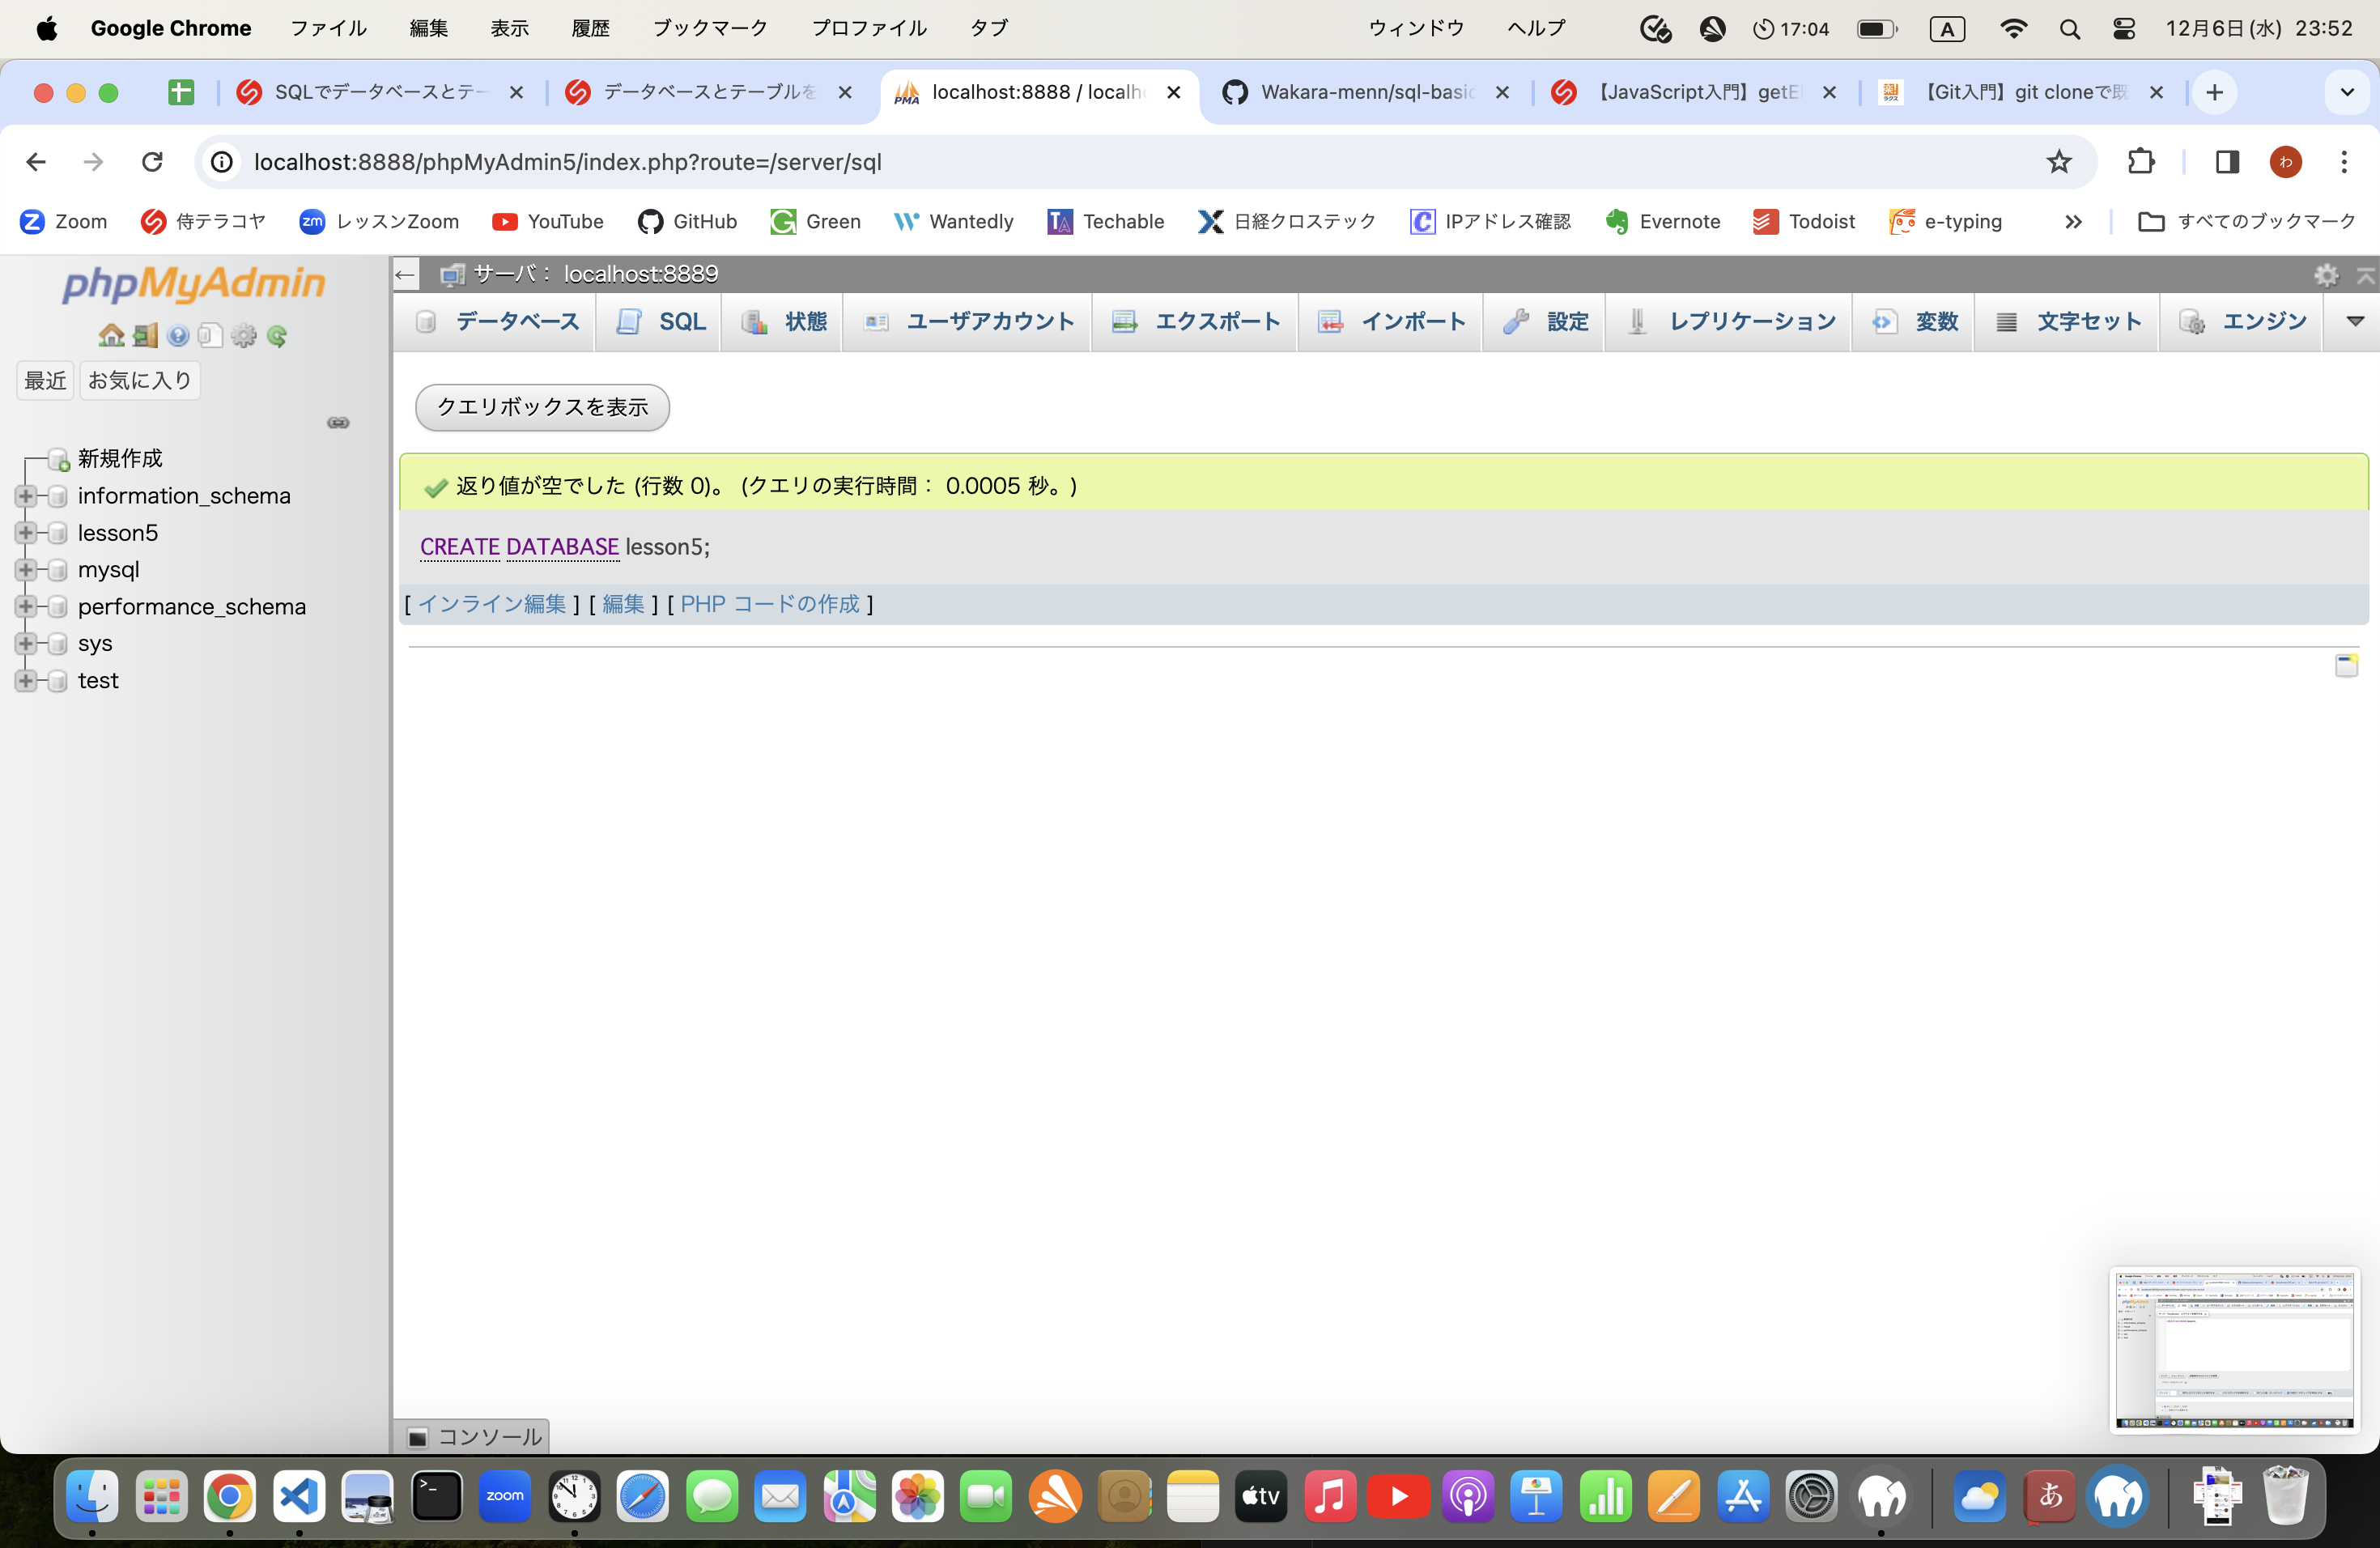 Google Chrome ファイル 編集 表示 履歴 ブックマーク プロファイル タブ ウィンドウ ヘルプ 17:04 A 12月6日(水) 23:52
SQLでデータベースとテー データベースとテーブルを localhost:8888 / localh Wakara-menn/sql-basic 【JavaScript入門】getEl 【Git入門】git cloneで既
localhost:8888/phpMyAdmin5/index.php?route=/server/sql わ
Zoom 侍テラコヤ レッスンZoom YouTube GitHub Green Wantedly Techable 日経クロステック IPアドレス確認 Evernote Todoist e-typing すべてのブックマーク
phpMyAdmin
最近 お気に入り
新規作成
information_schema
lesson5
mysql
performance_schema
sys
test
サーバ: localhost:8889
データベース SQL 状態 ユーザアカウント エクスポート インポート 設定 レプリケーション 変数 文字セット エンジン
クエリボックスを表示
返り値が空でした (行数 0)。 (クエリの実行時間: 0.0005 秒。)
CREATE DATABASE lesson5;
[ インライン編集 ] [ 編集 ] [ PHP コードの作成 ]
コンソール
zoom tv あ